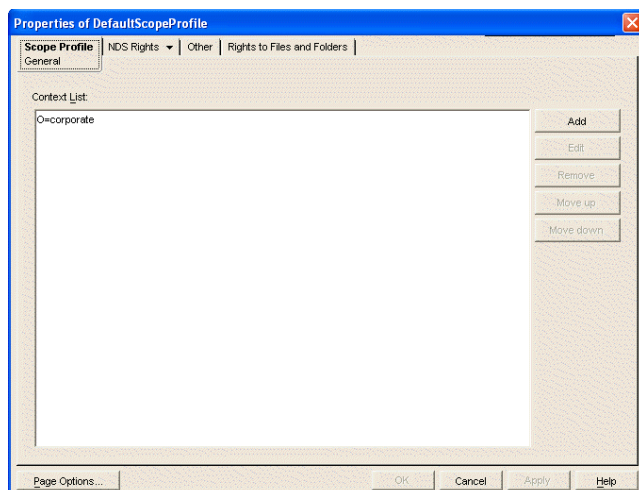 Properties of DefaultScopeProfile
Scope Profile NDS Rights Other Rights to Files and Folders
General
Context List:
O=corporate
Add
Edit
Remove
Move up
Move down
Page Options... OK Cancel Apply Help